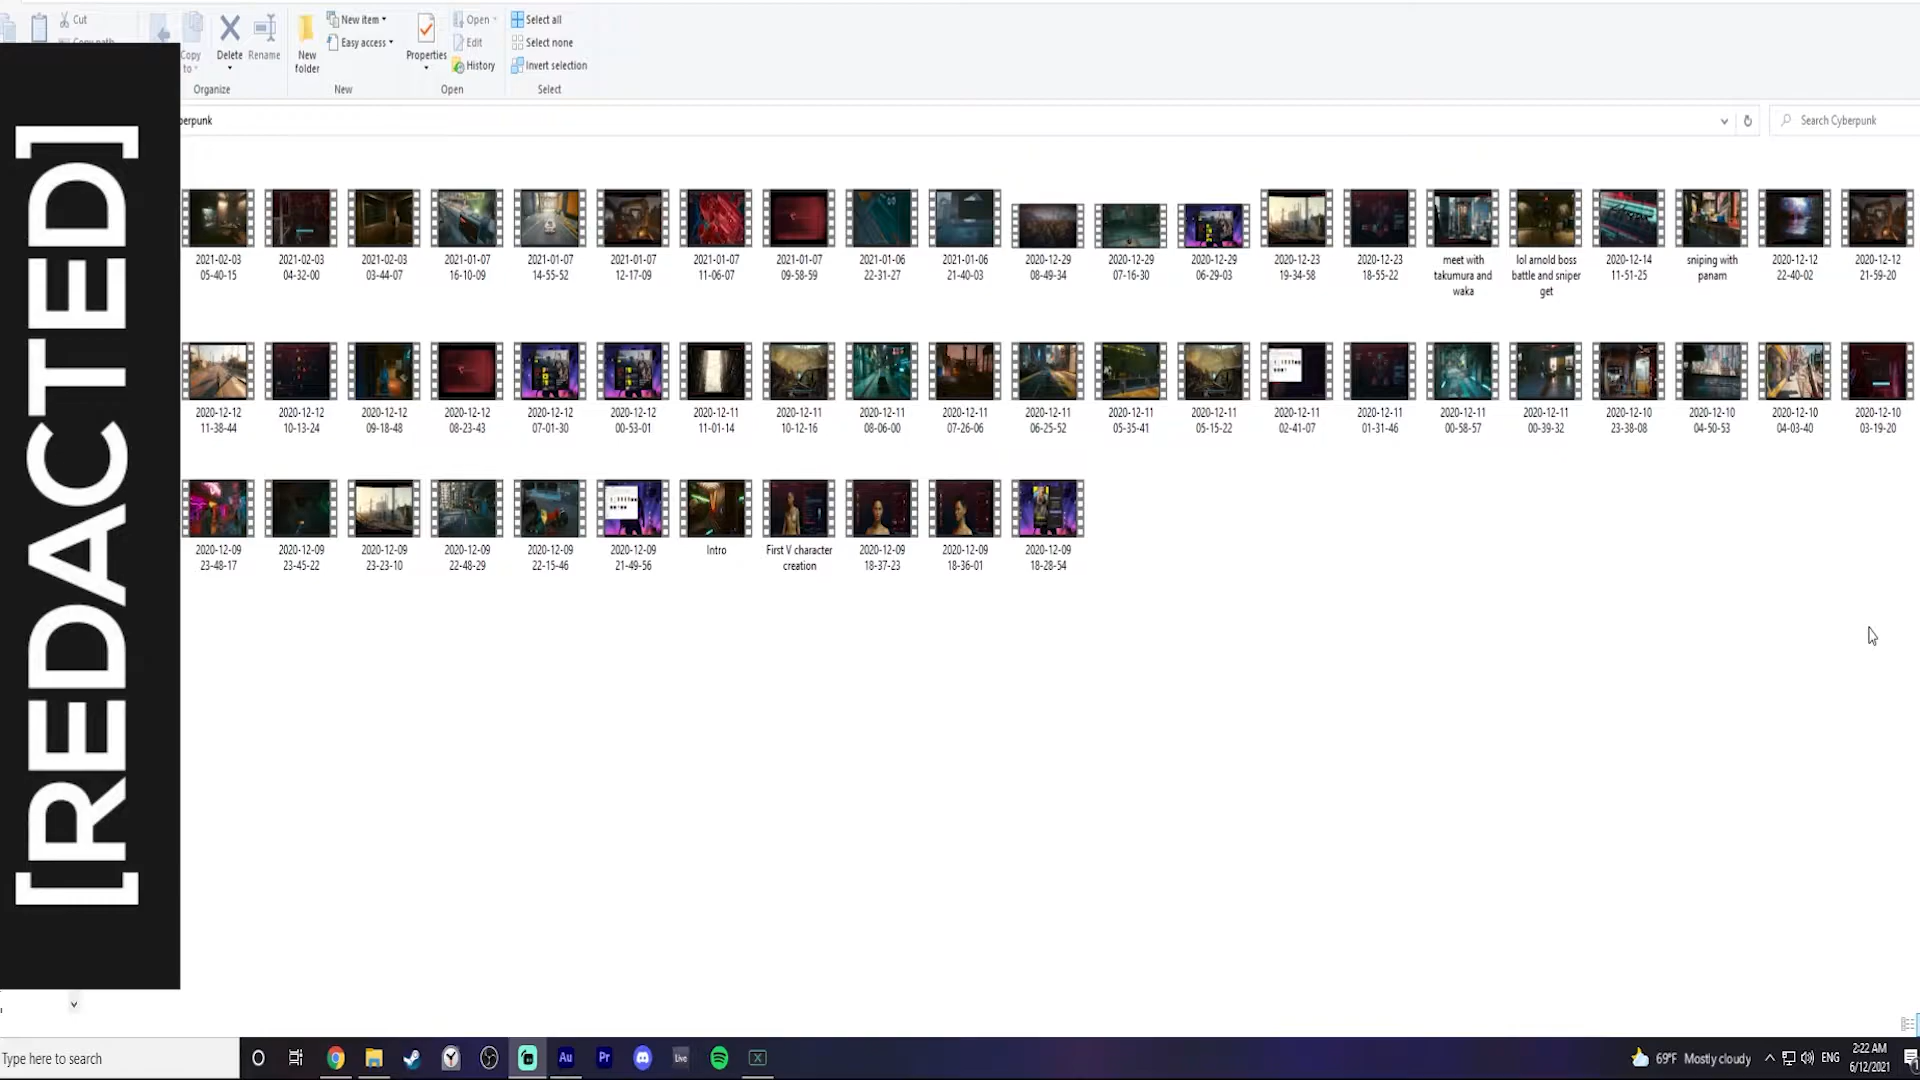 Cut
Copy path
Copy
to
Delete
Rename
Organize
New
folder
New item
Easy access
New
Properties
Open
Edit
History
Open
Select all
Select none
Invert selection
Select
berpunk
Search Cyberpunk
[REDACTED]
2021-02-03
05-40-15
2021-02-03
04-32-00
2021-02-03
03-44-07
2021-01-07
16-10-09
2021-01-07
14-55-52
2021-01-07
12-17-09
2021-01-07
11-06-07
2021-01-07
09-58-59
2021-01-06
22-31-27
2021-01-06
21-40-03
2020-12-29
08-49-34
2020-12-29
07-16-30
2020-12-29
06-29-03
2020-12-23
19-34-58
2020-12-23
18-55-22
meet with
takumura and
waka
lol arnold boss
battle and sniper
get
2020-12-14
11-51-25
sniping with
panam
2020-12-12
22-40-02
2020-12-12
21-59-20
2020-12-12
11-38-44
2020-12-12
10-13-24
2020-12-12
09-18-48
2020-12-12
08-23-43
2020-12-12
07-01-30
2020-12-12
00-53-01
2020-12-11
11-01-14
2020-12-11
10-12-16
2020-12-11
08-06-00
2020-12-11
07-26-06
2020-12-11
06-25-52
2020-12-11
05-35-41
2020-12-11
05-15-22
2020-12-11
02-41-07
2020-12-11
01-31-46
2020-12-11
00-58-57
2020-12-11
00-39-32
2020-12-10
23-38-08
2020-12-10
04-50-53
2020-12-10
04-03-40
2020-12-10
03-19-20
2020-12-09
23-48-17
2020-12-09
23-45-22
2020-12-09
23-23-10
2020-12-09
22-48-29
2020-12-09
22-15-46
2020-12-09
21-49-56
Intro
First V character
creation
2020-12-09
18-37-23
2020-12-09
18-36-01
2020-12-09
18-28-54
Type here to search
Au
Pr
Live
69°F Mostly cloudy
ENG
2:22 AM
6/12/2021